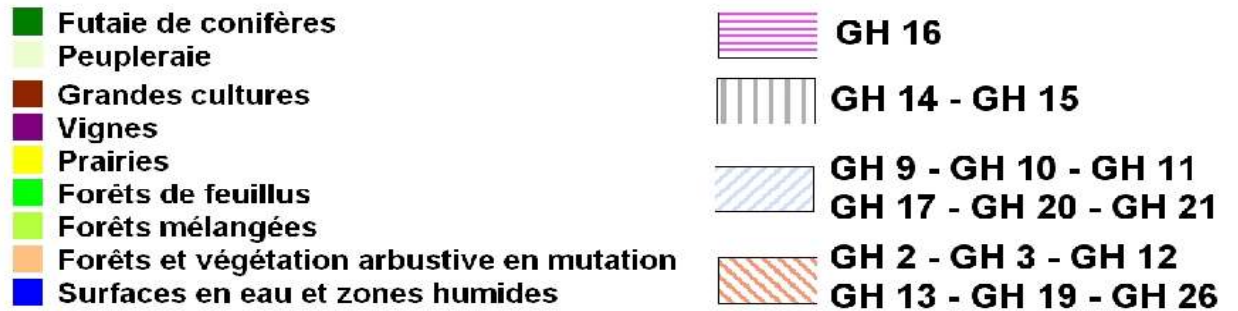 Futaie de conifères
Peupleraie
Grandes cultures
Vignes
Prairies
Forêts de feuillus
Forêts mélangées
Forêts et végétation arbustive en mutation
Surfaces en eau et zones humides
GH 16
GH 14 - GH 15
GH 9 - GH 10 - GH 11
GH 17 - GH 20 - GH 21
GH 2 - GH 3 - GH 12
GH 13 - GH 19 - GH 26